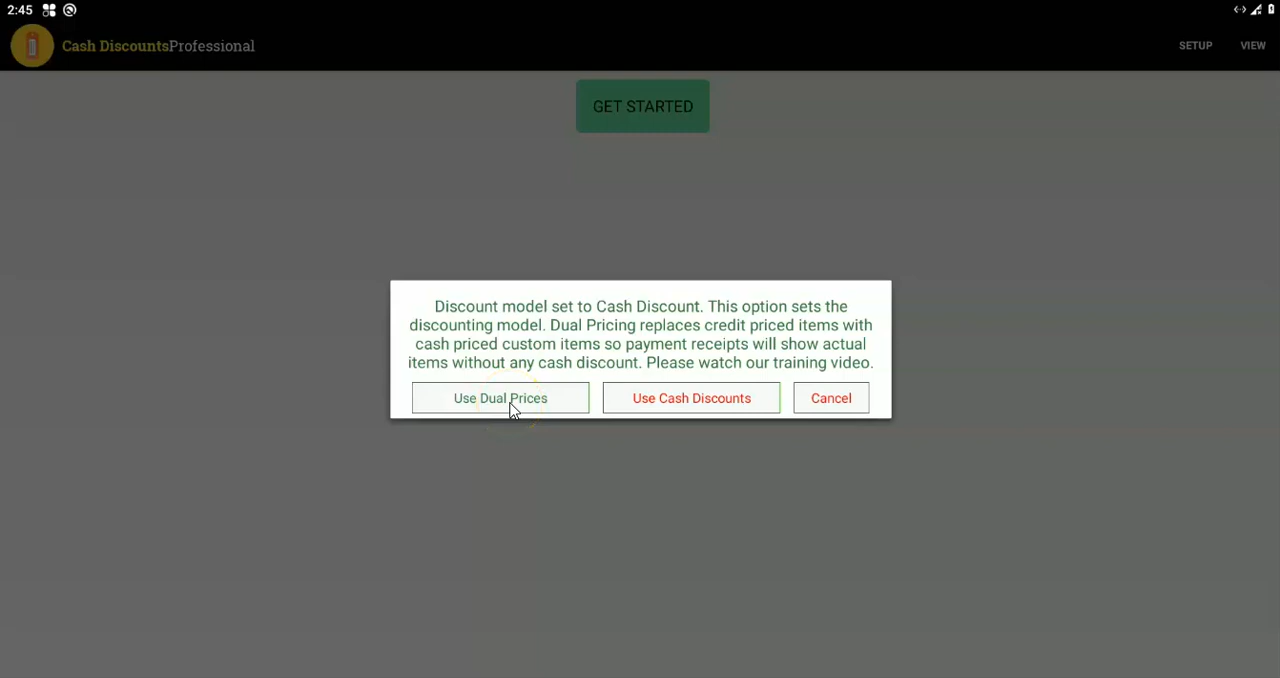 2:45
Cash DiscountsProfessional
SETUP
VIEW
GET STARTED
Discount model set to Cash Discount. This option sets the
discounting model. Dual Pricing replaces credit priced items with
cash priced custom items so payment receipts will show actual
items without any cash discount. Please watch our training video.
Use Dual Prices
Use Cash Discounts
Cancel